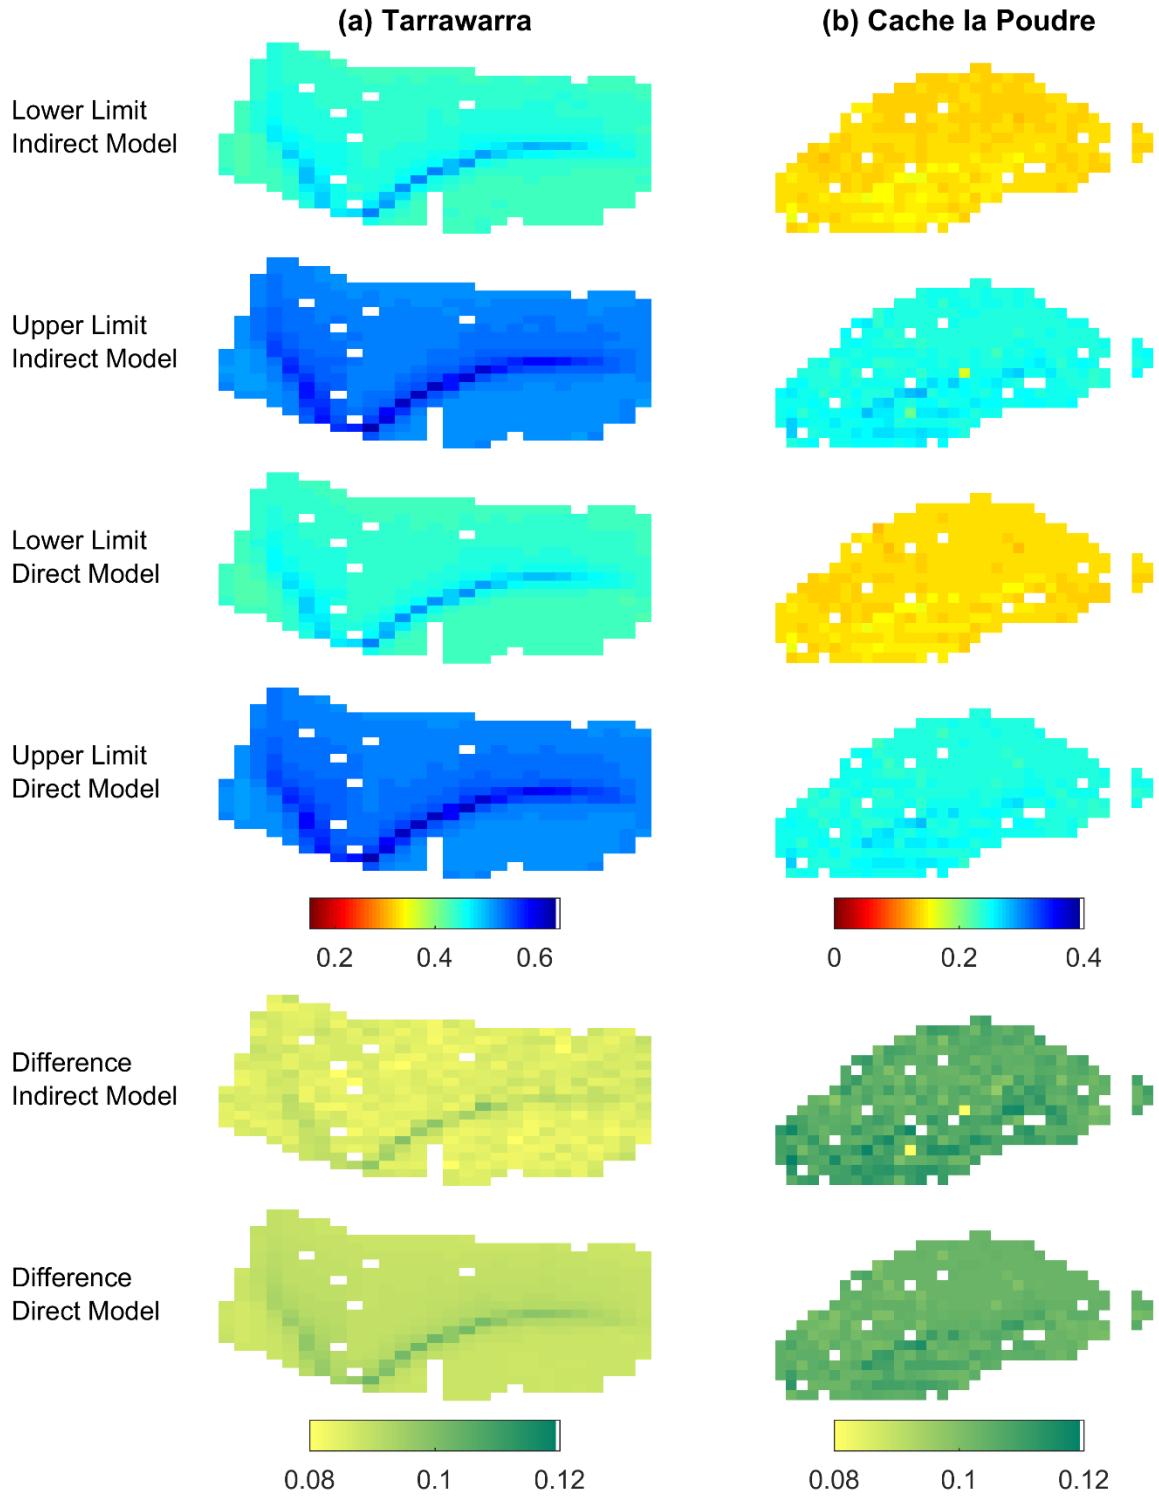 (a) Tarrawarra
(b) Cache la Poudre
Lower Limit
Indirect Model
Upper Limit
Indirect Model
Lower Limit
Direct Model
Upper Limit
Direct Model
0.2 0.4 0.6
0 0.2 0.4
Difference
Indirect Model
Difference
Direct Model
0.08 0.1 0.12
0.08 0.1 0.12